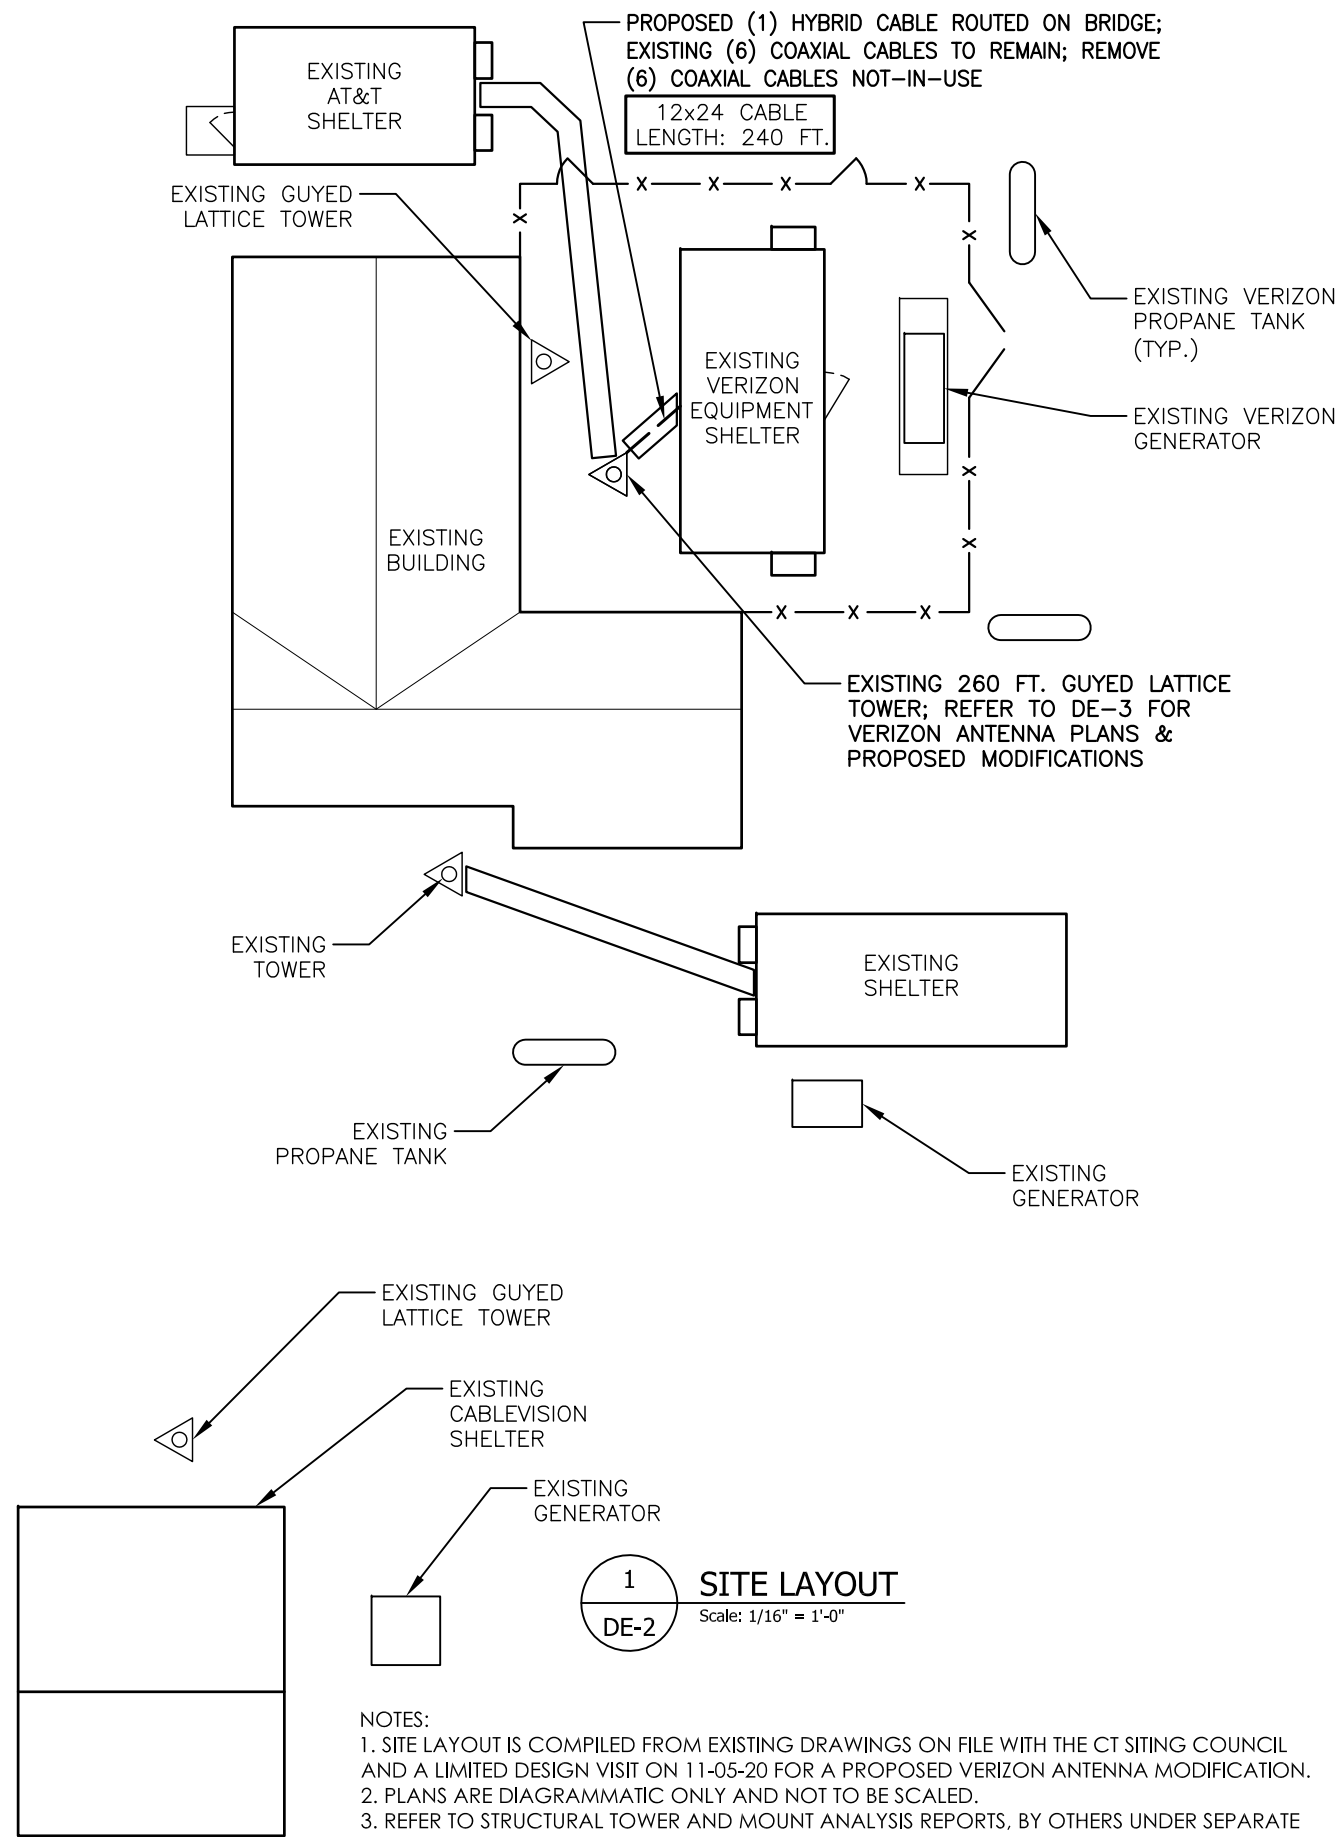 PROPOSED (1) HYBRID CABLE ROUTED ON BRIDGE;
EXISTING (6) COAXIAL CABLES TO REMAIN; REMOVE
(6) COAXIAL CABLES NOT-IN-USE
12x24 CABLE
LENGTH: 240 FT.
EXISTING
AT&T
SHELTER
EXISTING GUYED
LATTICE TOWER
X X X X
X X
EXISTING VERIZON
PROPANE TANK
(TYP.)
EXISTING
VERIZON
EQUIPMENT
SHELTER
EXISTING VERIZON
GENERATOR
X
EXISTING
BUILDING
X
X X X
EXISTING 260 FT. GUYED LATTICE
TOWER; REFER TO DE-3 FOR
VERIZON ANTENNA PLANS &
PROPOSED MODIFICATIONS
EXISTING
TOWER
EXISTING
SHELTER
EXISTING
PROPANE TANK
EXISTING
GENERATOR
EXISTING GUYED
LATTICE TOWER
EXISTING
CABLEVISION
SHELTER
EXISTING
GENERATOR
1
DE-2
SITE LAYOUT
Scale: 1/16" = 1'-0"
NOTES:
1. SITE LAYOUT IS COMPILED FROM EXISTING DRAWINGS ON FILE WITH THE CT SITING COUNCIL
AND A LIMITED DESIGN VISIT ON 11-05-20 FOR A PROPOSED VERIZON ANTENNA MODIFICATION.
2. PLANS ARE DIAGRAMMATIC ONLY AND NOT TO BE SCALED.
3. REFER TO STRUCTURAL TOWER AND MOUNT ANALYSIS REPORTS, BY OTHERS UNDER SEPARATE